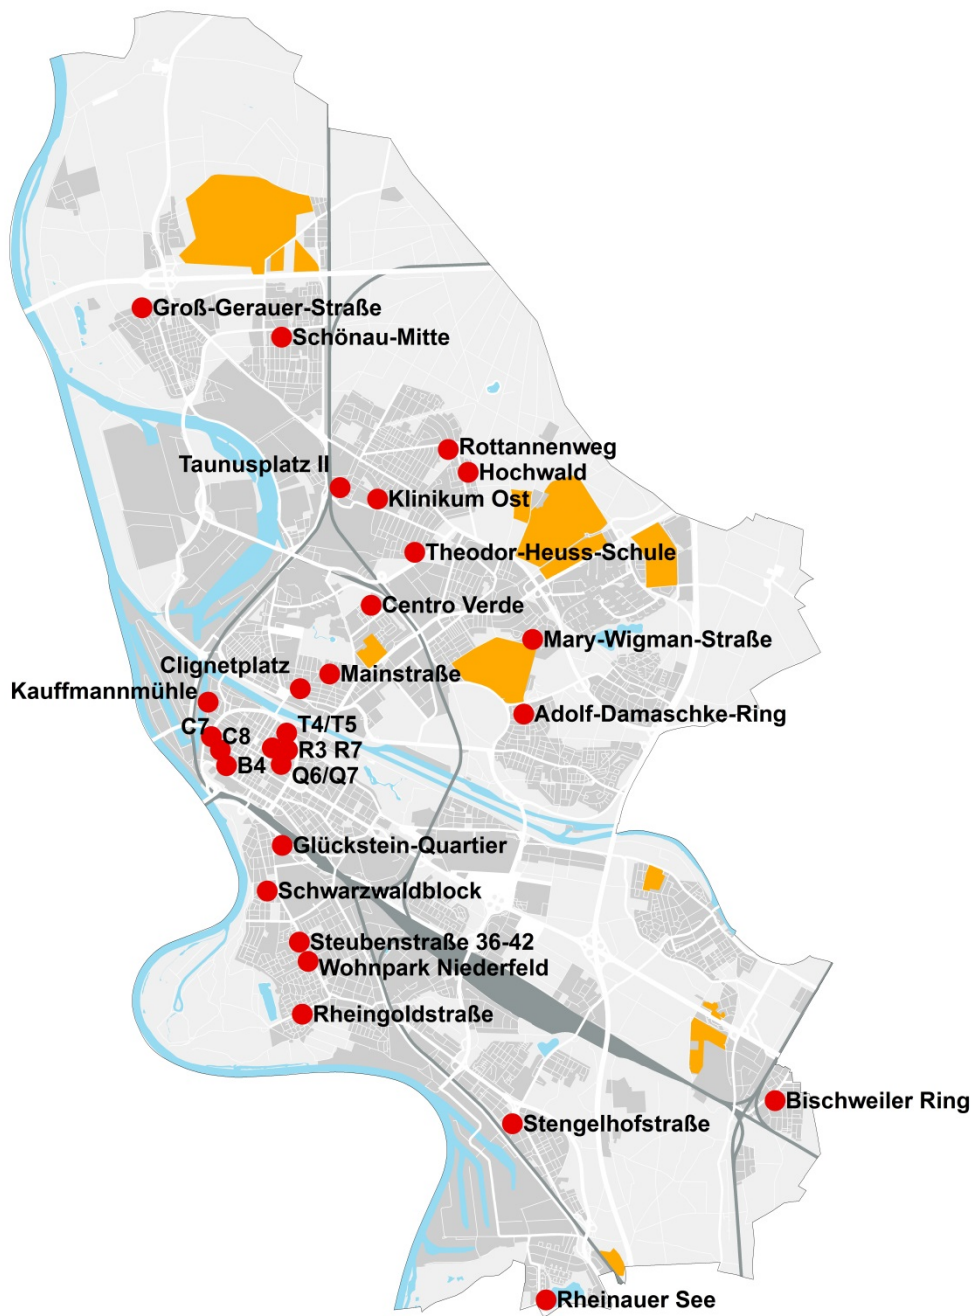 Groß-Gerauer-Straße
Schönau-Mitte
Rottannenweg
Taunusplatz II
Hochwald
Klinikum Ost
Theodor-Heuss-Schule
Centro Verde
Mary-Wigman-Straße
Clignetplatz
Mainstraße
Kauffmannmühle
Adolf-Damaschke-Ring
C7
T4/T5
C8
R3 R7
B4
Q6/Q7
Glückstein-Quartier
Schwarzwaldblock
Steubenstraße 36-42
Wohnpark Niederfeld
Rheingoldstraße
Bischweiler Ring
Stengelhofstraße
Rheinauer See